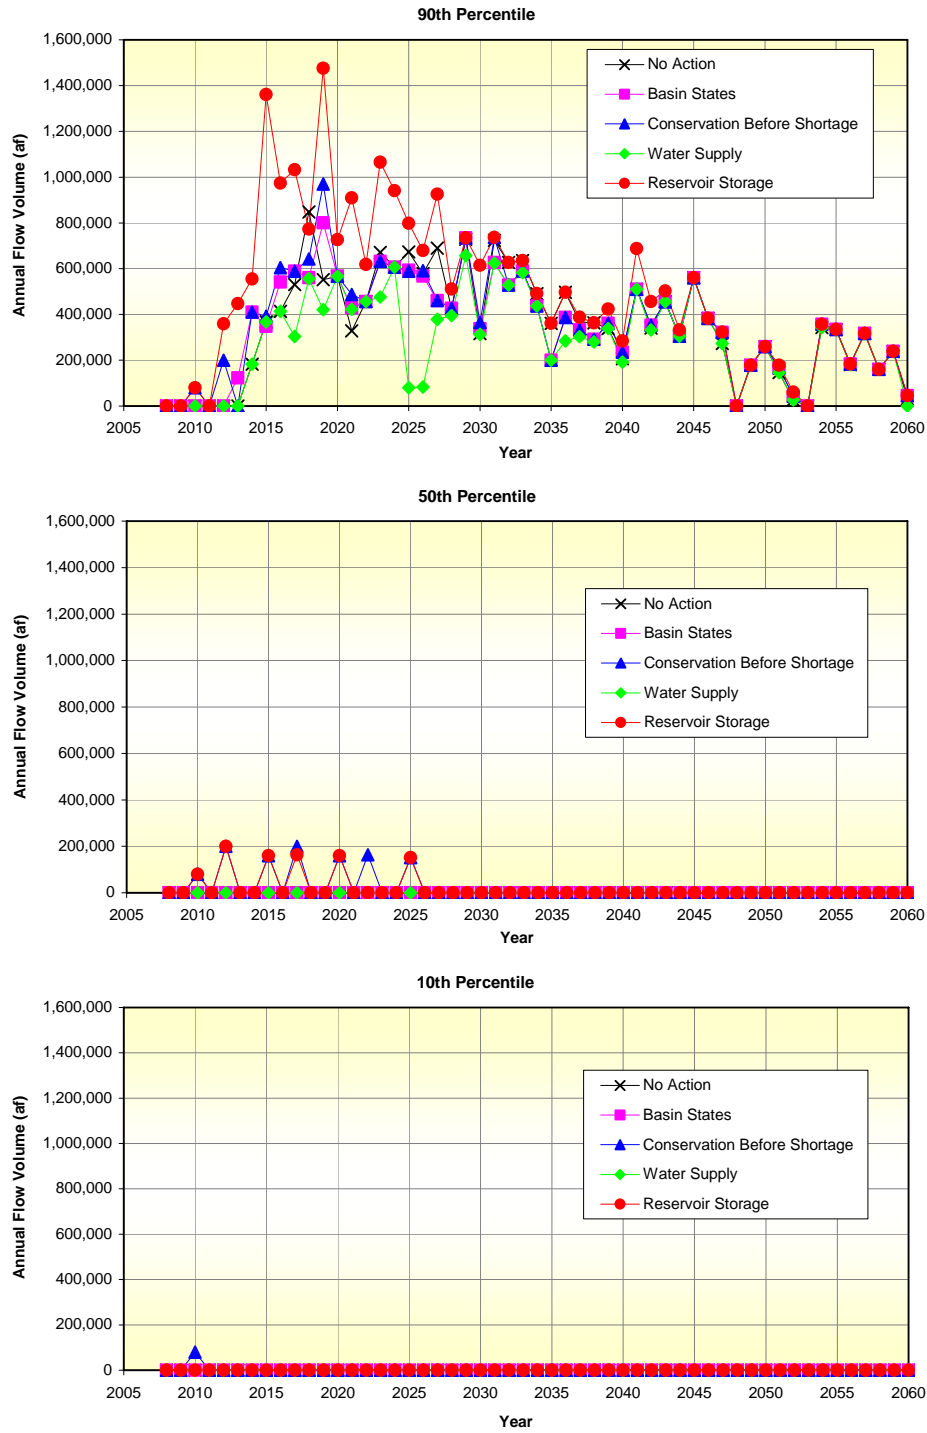 90th Percentile
1,600,000
1,400,000
1,200,000
1,000,000
800,000
600,000
400,000
200,000
0
Annual Flow Volume (af)
No Action
Basin States
Conservation Before Shortage
Water Supply
Reservoir Storage
2005 2010 2015 2020 2025 2030 2035 2040 2045 2050 2055 2060
Year
50th Percentile
1,600,000
1,400,000
1,200,000
1,000,000
800,000
600,000
400,000
200,000
0
Annual Flow Volume (af)
No Action
Basin States
Conservation Before Shortage
Water Supply
Reservoir Storage
2005 2010 2015 2020 2025 2030 2035 2040 2045 2050 2055 2060
Year
10th Percentile
1,600,000
1,400,000
1,200,000
1,000,000
800,000
600,000
400,000
200,000
0
Annual Flow Volume (af)
No Action
Basin States
Conservation Before Shortage
Water Supply
Reservoir Storage
2005 2010 2015 2020 2025 2030 2035 2040 2045 2050 2055 2060
Year